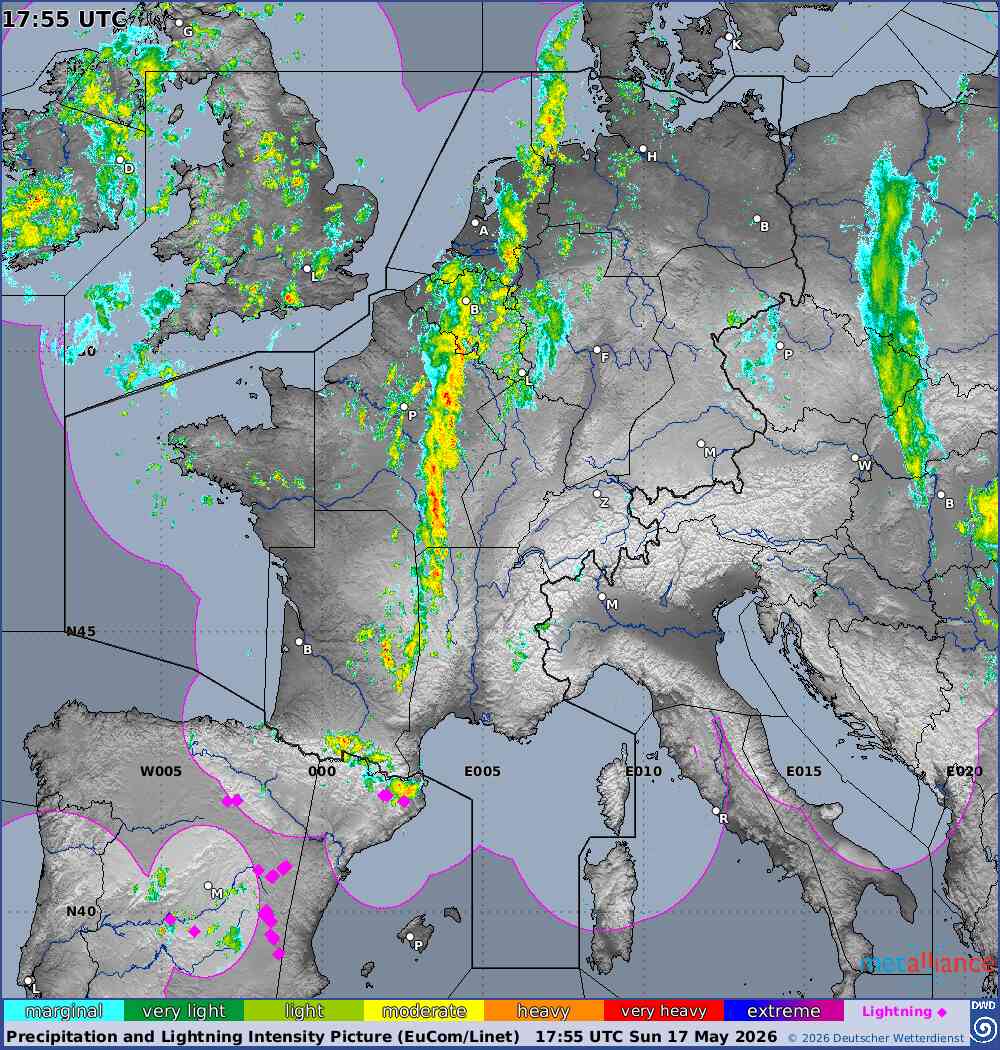 17:55 UTC
G
K
D
H
A
B
L
B
P
F
P
L
M
W
Z
B
M
N45
B
W005 000 E005 E010 E015 E020
R
M
N40
P
metalliance
L
marginal very light light moderate heavy very heavy extreme Lightning
DWD
Precipitation and Lightning Intensity Picture (EuCom/Linet) 17:55 UTC Sun 17 May 2026 © 2026 Deutscher Wetterdienst